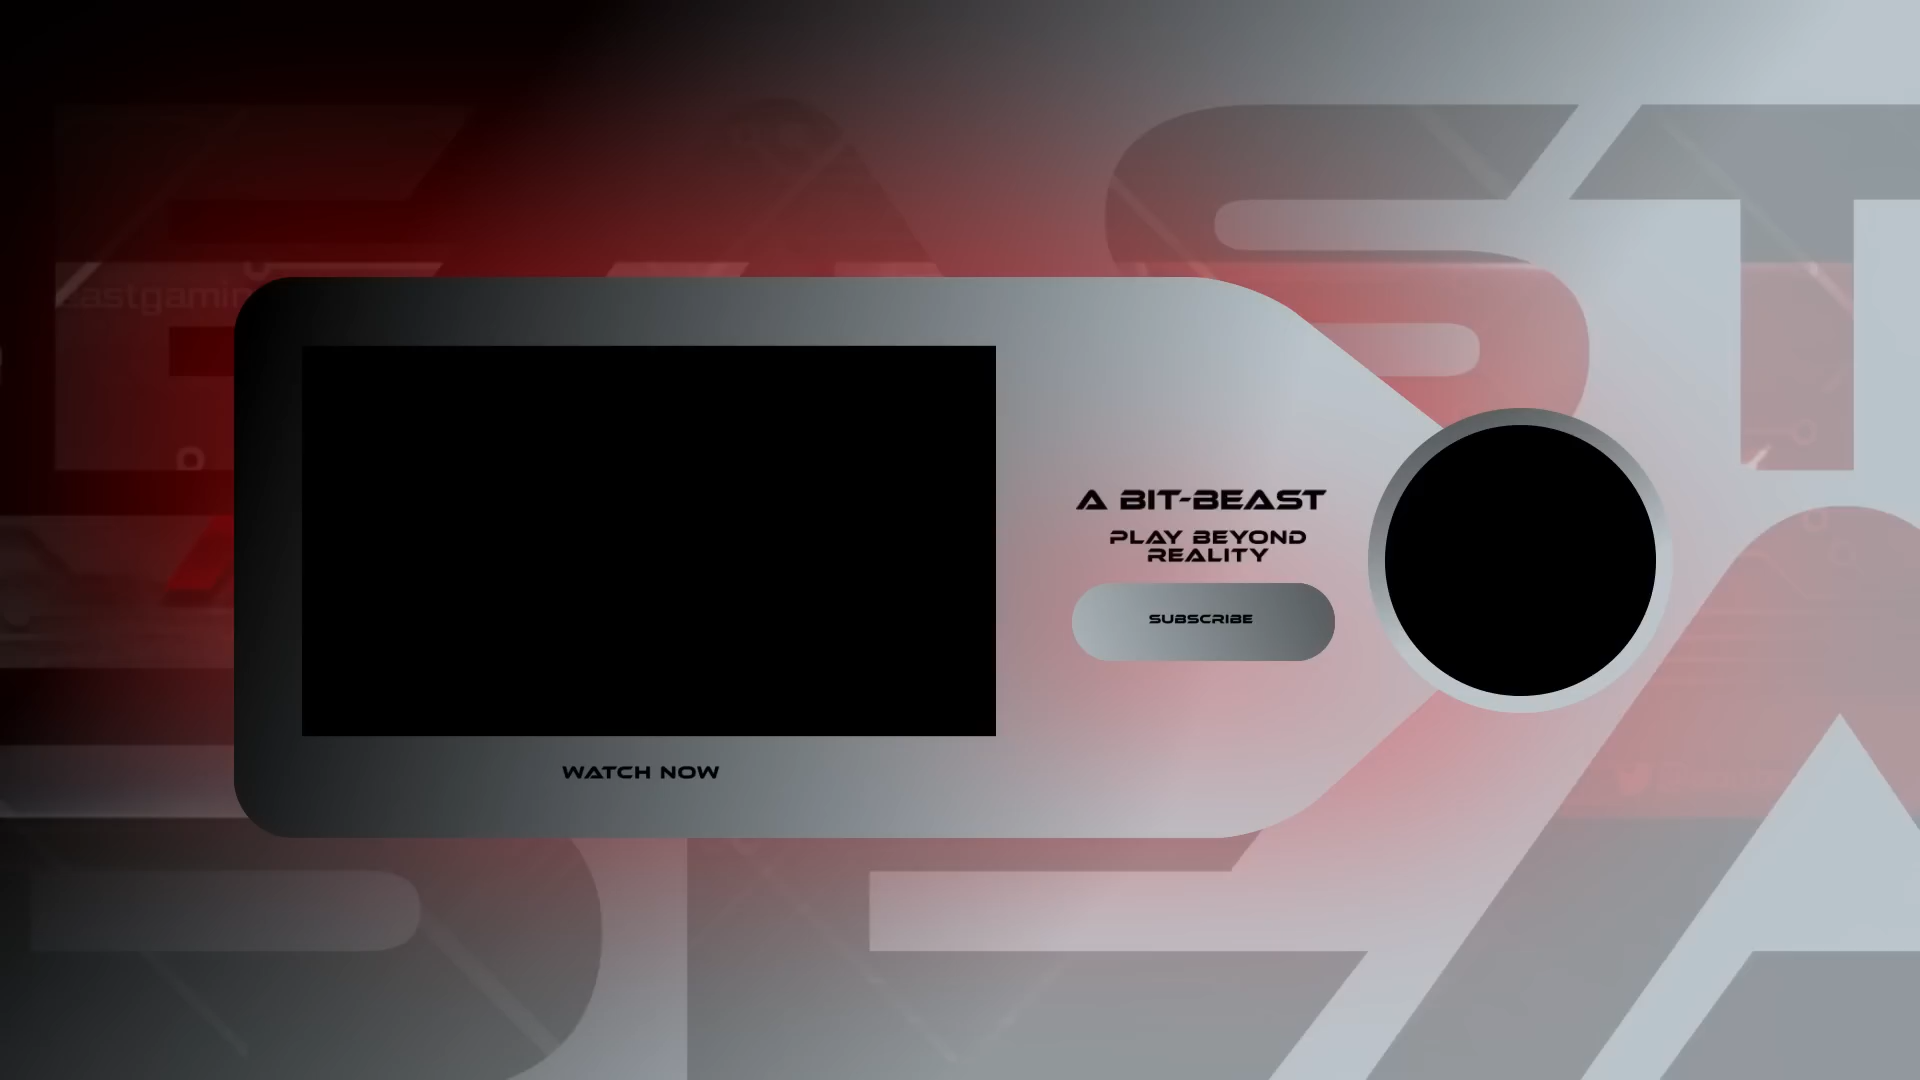 A BIT-BEAST
PLAY BEYOND
REALITY
SUBSCRIBE
WATCH NOW